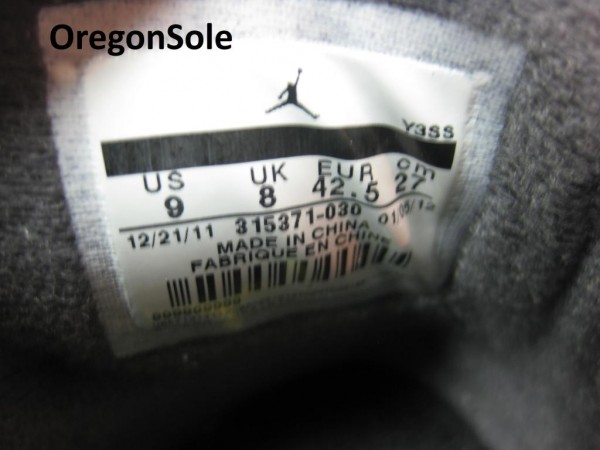 OregonSole
Y3SS
US UK EUR cm
9 8 42.5 27
12/21/11 315371-030 01/05/12
MADE IN CHINA
FABRIQUE EN CHINE